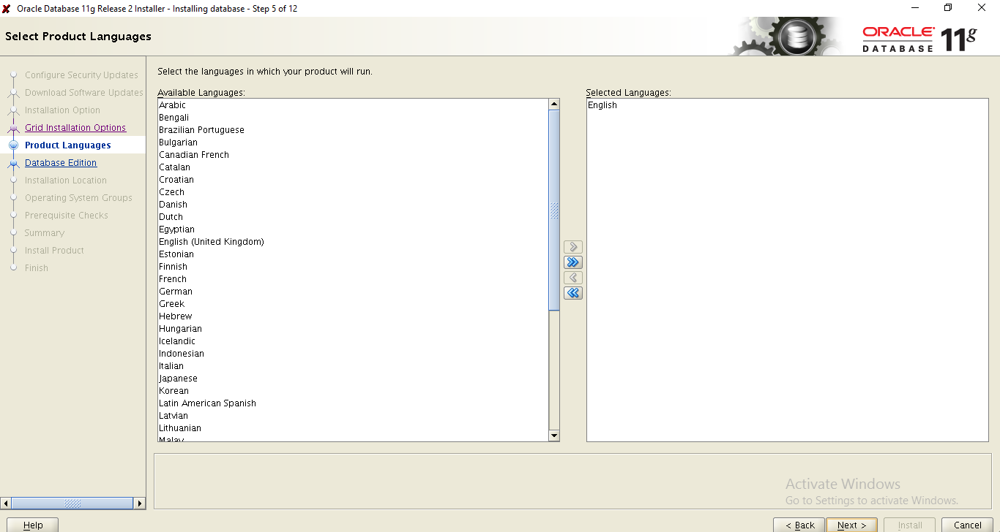 Oracle Database 11g Release 2 Installer - Installing database - Step 5 of 12
Select Product Languages
ORACLE
DATABASE
11g
Configure Security Updates
Download Software Updates
Installation Option
Grid Installation Options
Product Languages
Database Edition
Installation Location
Operating System Groups
Prerequisite Checks
Summary
Install Product
Finish
Select the languages in which your product will run.
Available Languages:
Arabic
Bengali
Brazilian Portuguese
Bulgarian
Canadian French
Catalan
Croatian
Czech
Danish
Dutch
Egyptian
English (United Kingdom)
Estonian
Finnish
French
German
Greek
Hebrew
Hungarian
Icelandic
Indonesian
Italian
Japanese
Korean
Latin American Spanish
Latvian
Lithuanian
Malay
Selected Languages:
English
Activate Windows
Go to Settings to activate Windows.
Help
< Back
Next >
Install
Cancel